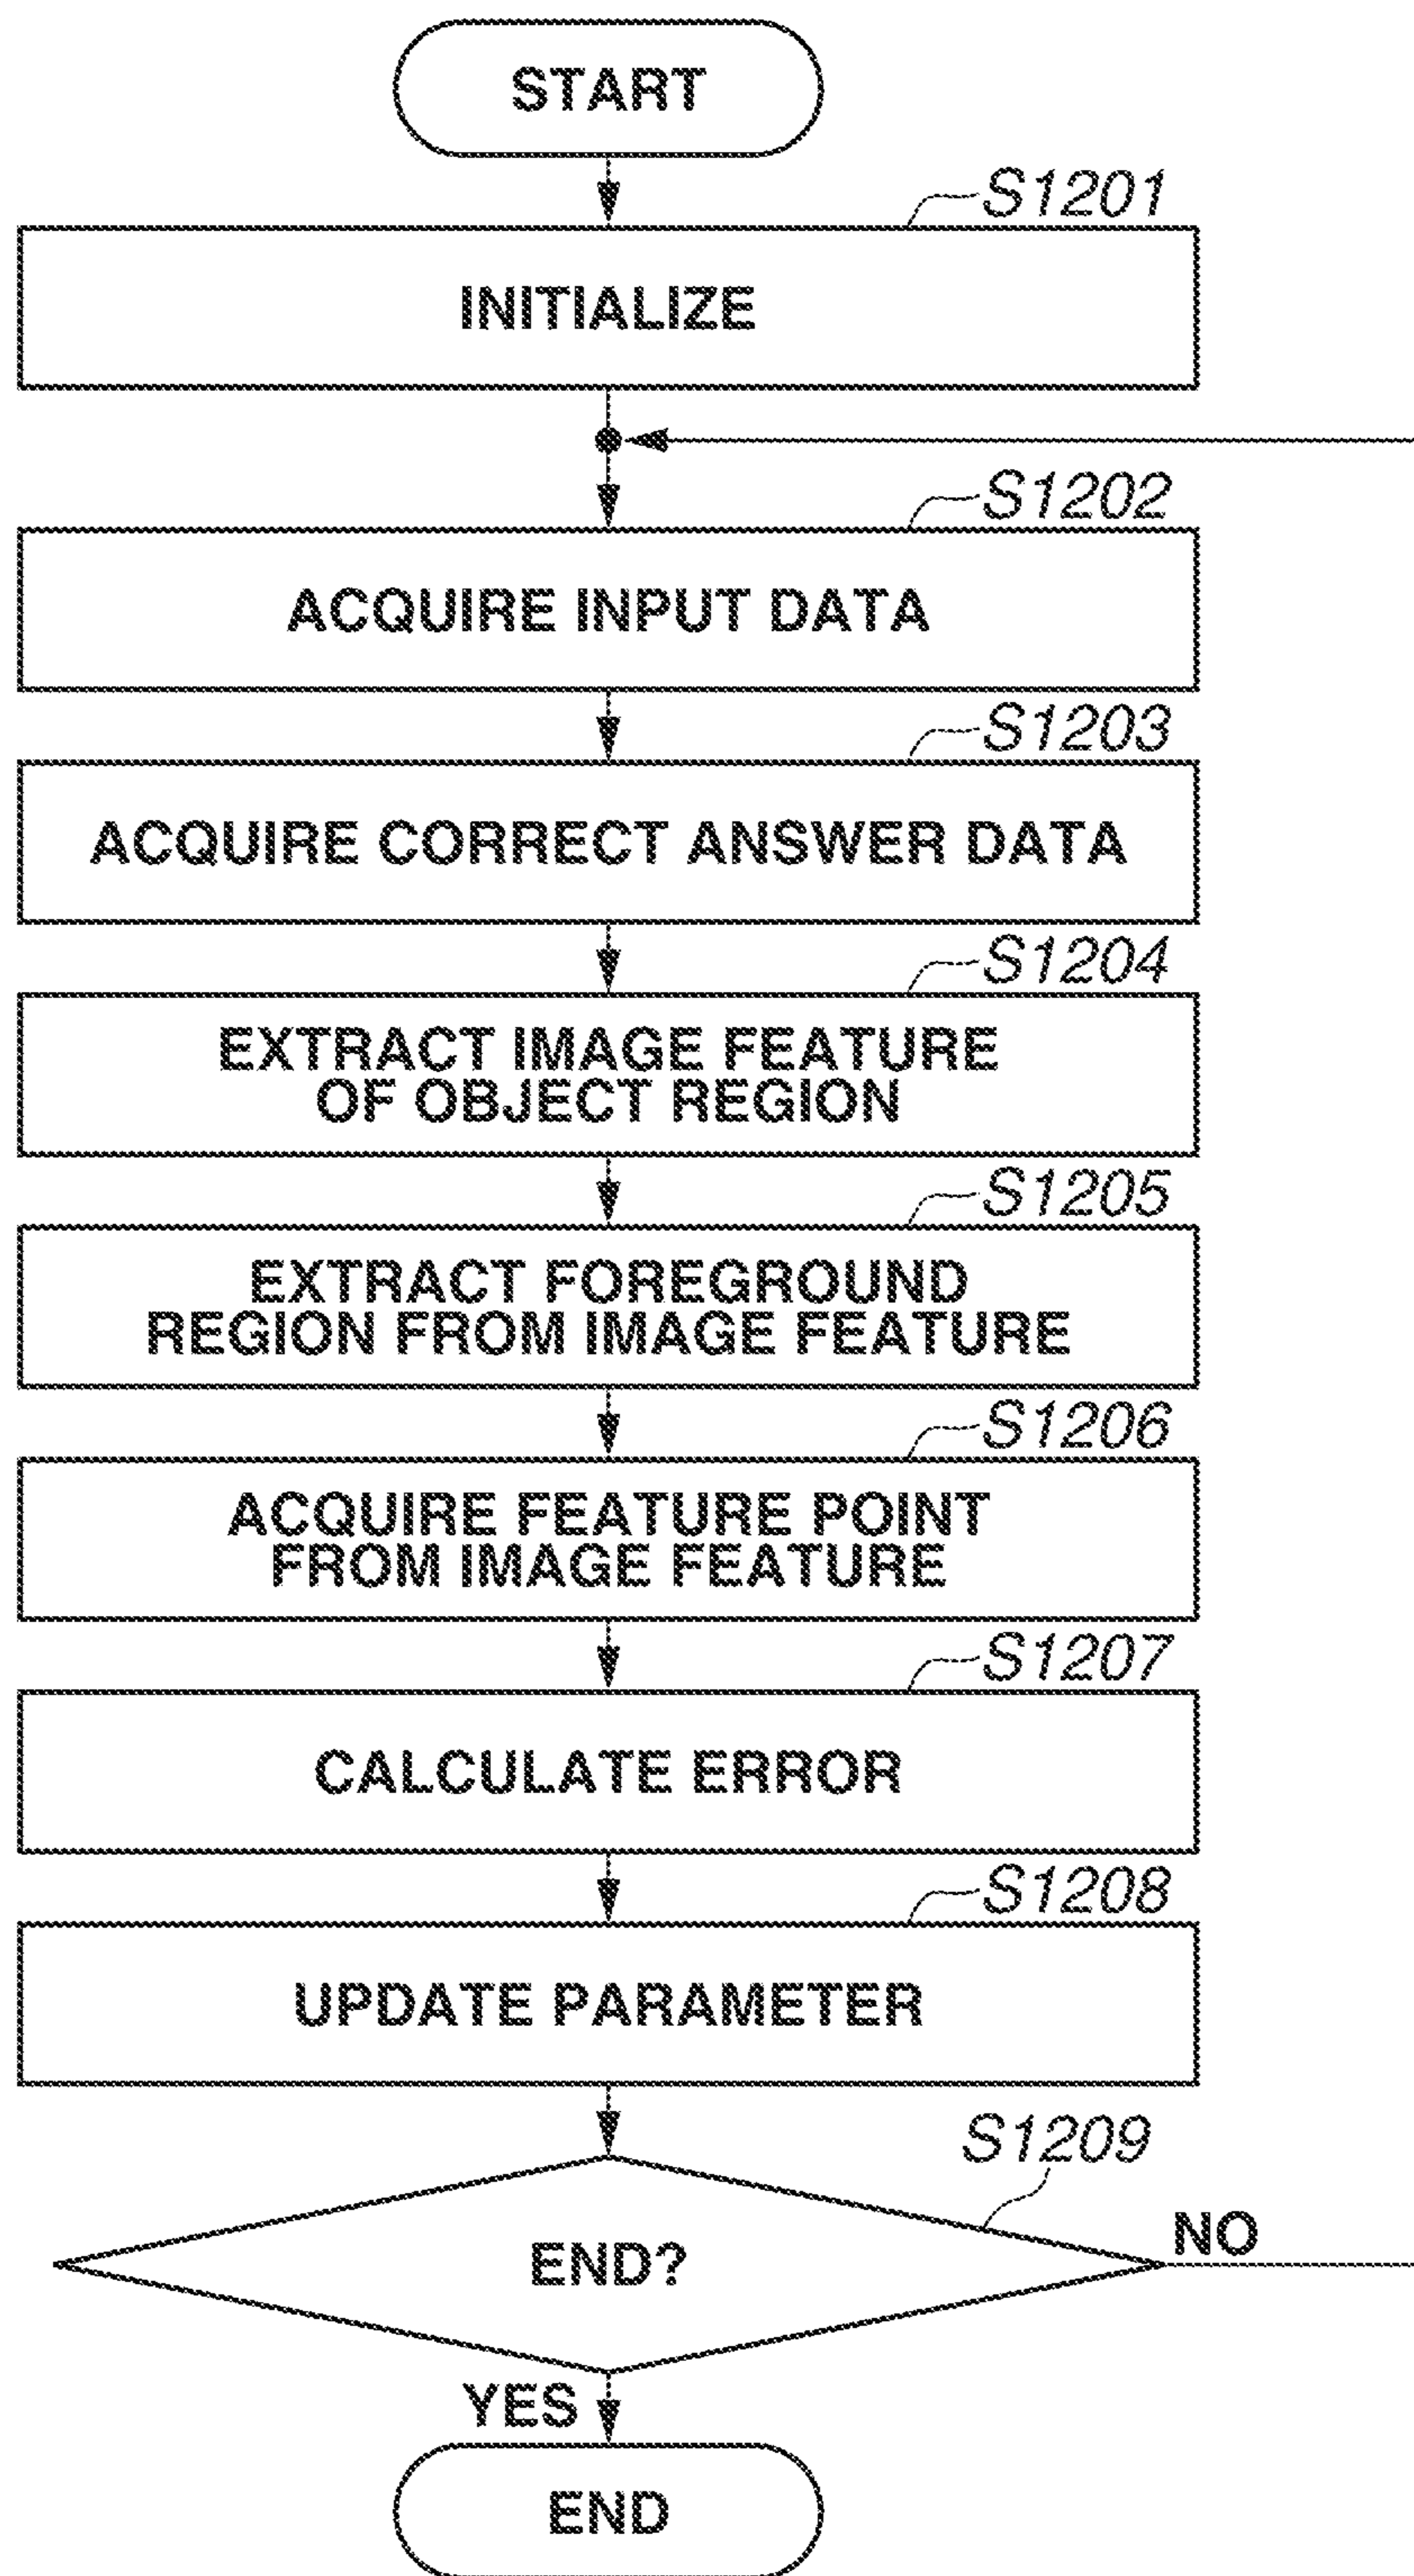 START
S1201
INITIALIZE
S1202
ACQUIRE INPUT DATA
S1203
ACQUIRE CORRECT ANSWER DATA
S1204
EXTRACT IMAGE FEATURE
OF OBJECT REGION
S1205
EXTRACT FOREGROUND
REGION FROM IMAGE FEATURE
S1206
ACQUIRE FEATURE POINT
FROM IMAGE FEATURE
S1207
CALCULATE ERROR
S1208
UPDATE PARAMETER
S1209
NO
END?
YES
END